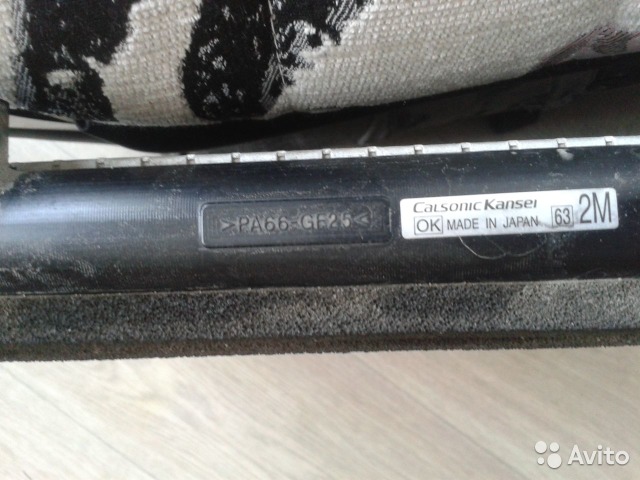 >PA66-GF25<
Calsonic Kansei
OK MADE IN JAPAN 63 2M
Avito